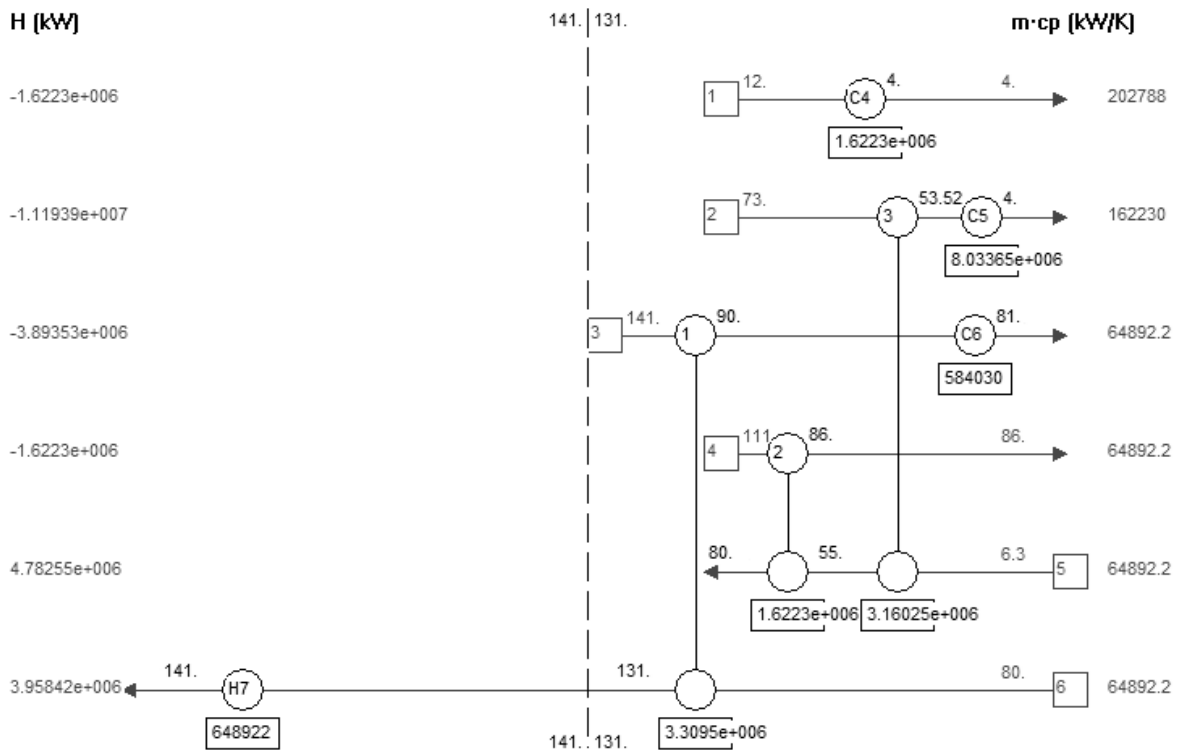 H (kW) 141. 131. m·cp (kW/K)
-1.6223e+006 1 12. C4 4. 4. 202788
1.6223e+006
-1.11939e+007 2 73. 3 53.52 C5 4. 162230
8.03365e+006
-3.89353e+006 3 141. 1 90. C6 81. 64892.2
584030
-1.6223e+006 4 111 2 86. 86. 64892.2
4.78255e+006 80. 55. 6.3 5 64892.2
1.6223e+006 3.16025e+006
3.95842e+006 141. H7 131. 80. 6 64892.2
648922 3.3095e+006
141. 131.